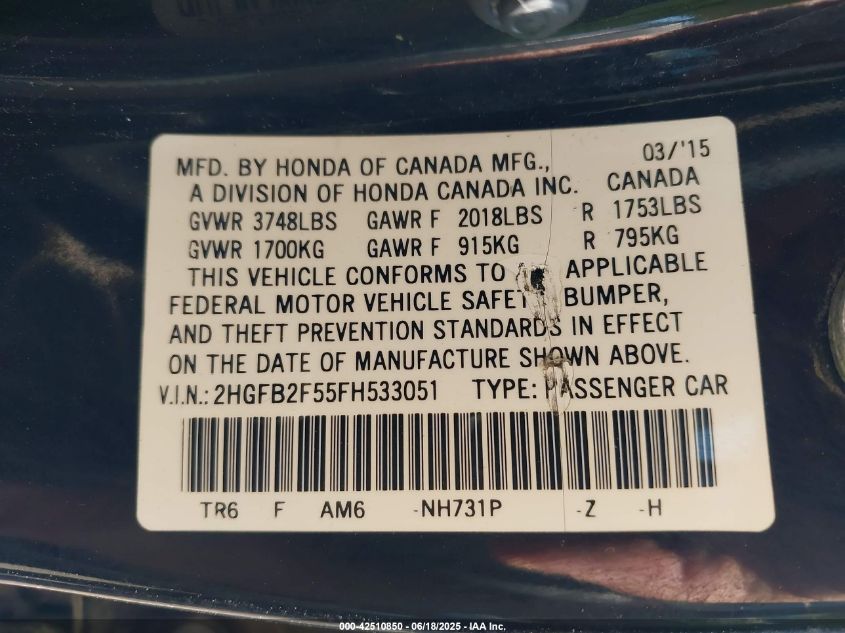 MFD. BY HONDA OF CANADA MFG., 03/'15
A DIVISION OF HONDA CANADA INC. CANADA
GVWR 3748LBS GAWR F 2018LBS R 1753LBS
GVWR 1700KG GAWR F 915KG R 795KG
THIS VEHICLE CONFORMS TO APPLICABLE
FEDERAL MOTOR VEHICLE SAFETY BUMPER,
AND THEFT PREVENTION STANDARDS IN EFFECT
ON THE DATE OF MANUFACTURE SHOWN ABOVE.
V.I.N.: 2HGFB2F55FH533051 TYPE: PASSENGER CAR
TR6 F AM6 -NH731P -Z -H
000-42510850 - 06/18/2025 - IAA Inc.